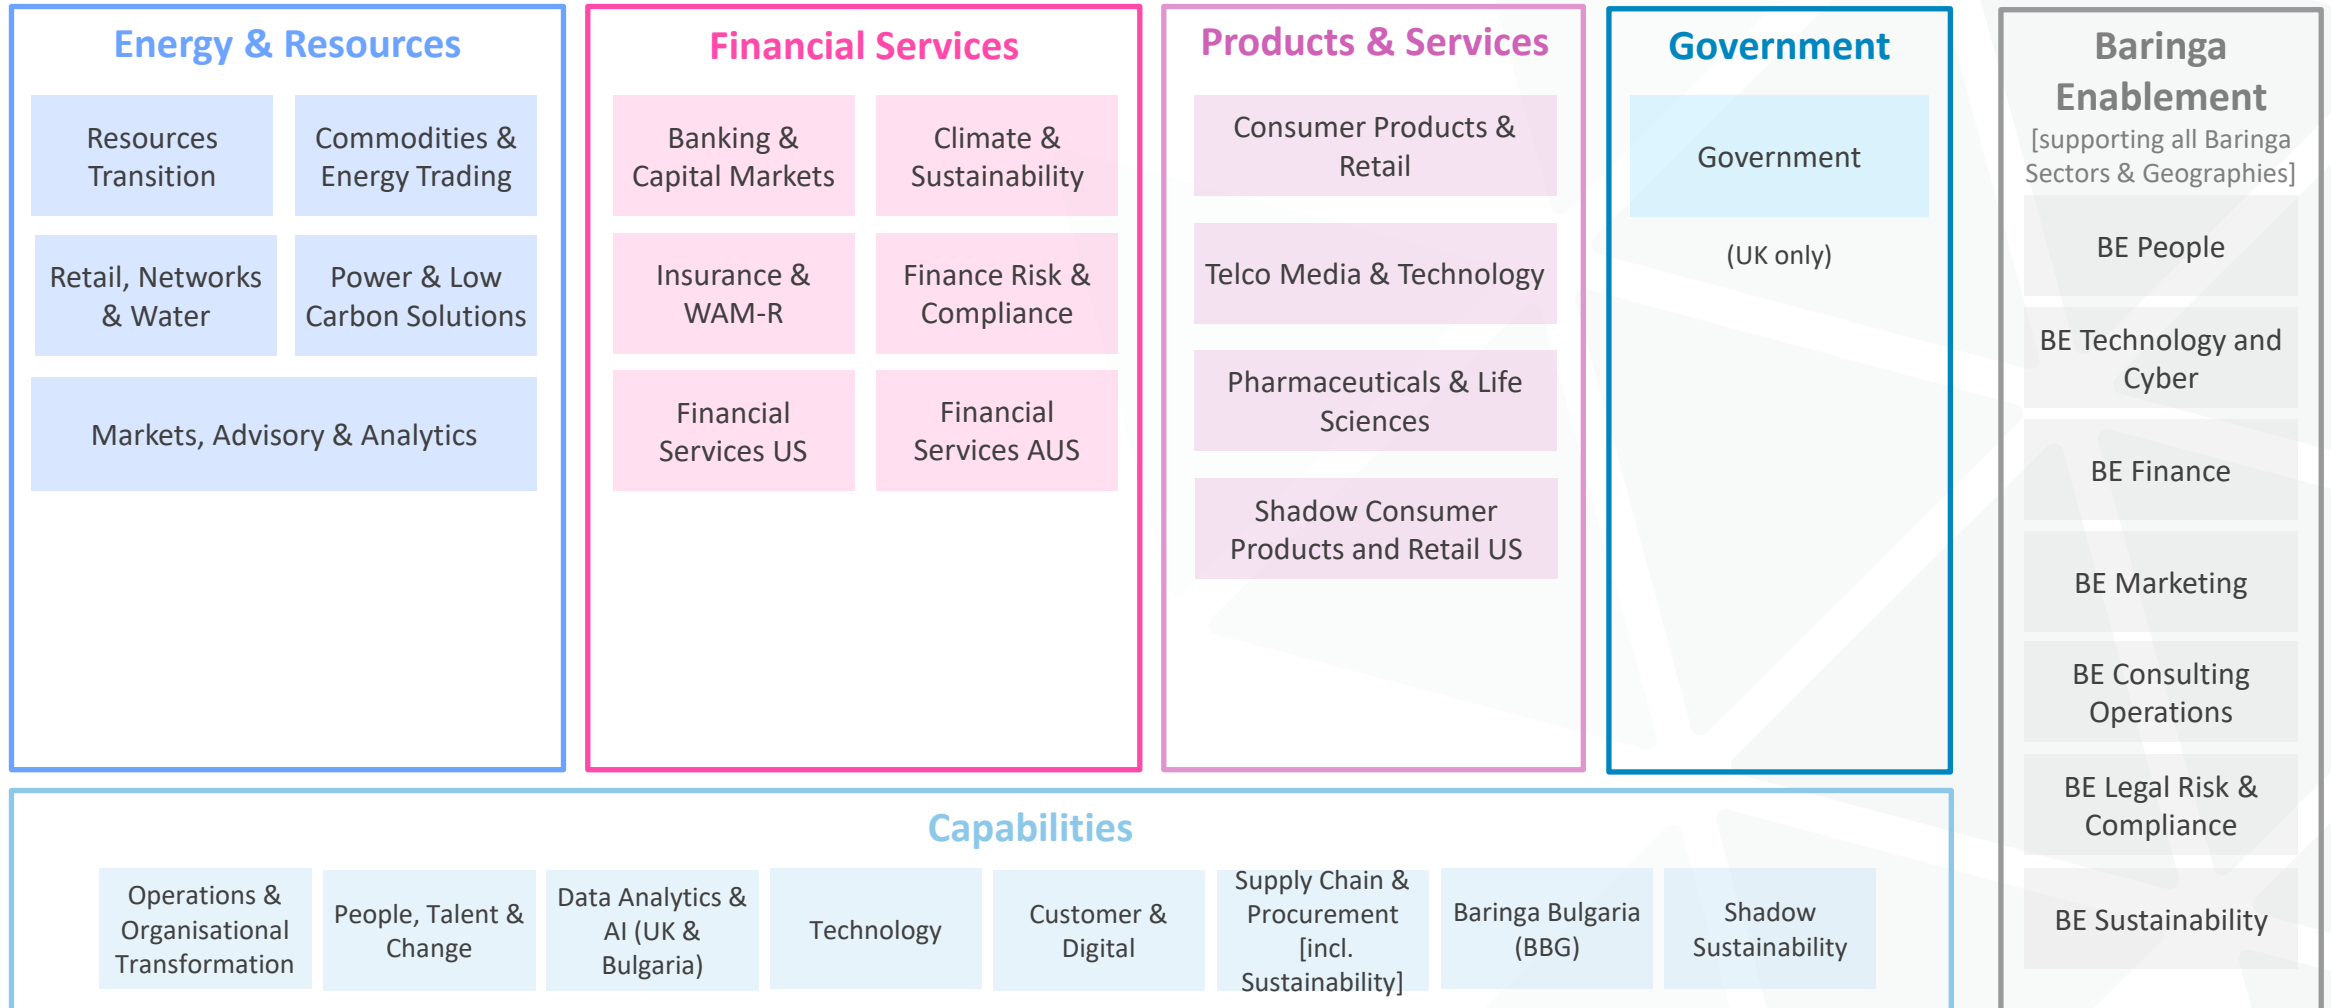 Energy & Resources
Resources
Transition
Commodities &
Energy Trading
Retail, Networks
& Water
Power & Low
Carbon Solutions
Markets, Advisory & Analytics
Financial Services
Banking &
Capital Markets
Climate &
Sustainability
Insurance &
WAM-R
Finance Risk &
Compliance
Financial
Services US
Financial
Services AUS
Products & Services
Consumer Products &
Retail
Telco Media & Technology
Pharmaceuticals & Life
Sciences
Shadow Consumer
Products and Retail US
Government
Government
(UK only)
Baringa
Enablement
[supporting all Baringa
Sectors & Geographies]
BE People
BE Technology and
Cyber
BE Finance
BE Marketing
BE Consulting
Operations
BE Legal Risk &
Compliance
BE Sustainability
Capabilities
Operations &
Organisational
Transformation
People, Talent &
Change
Data Analytics &
AI (UK &
Bulgaria)
Technology
Customer &
Digital
Supply Chain &
Procurement
[incl.
Sustainability]
Baringa Bulgaria
(BBG)
Shadow
Sustainability